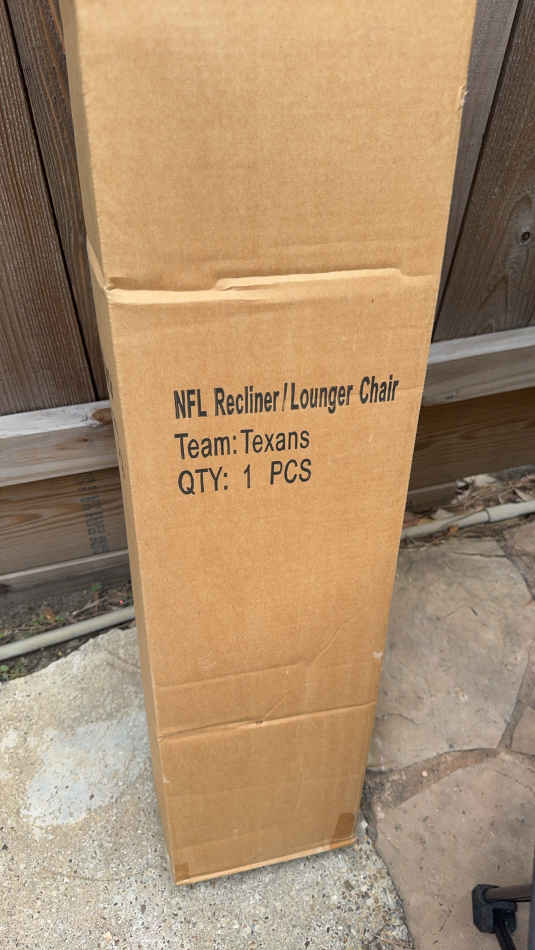 NFL Recliner/Lounger Chair
Team:Texans
QTY: 1 PCS